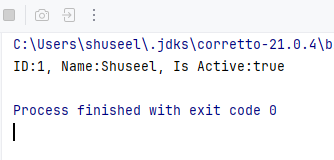 C:\Users\shuseel\.jdks\corretto-21.0.4\b
ID:1, Name:Shuseel, Is Active:true
Process finished with exit code 0